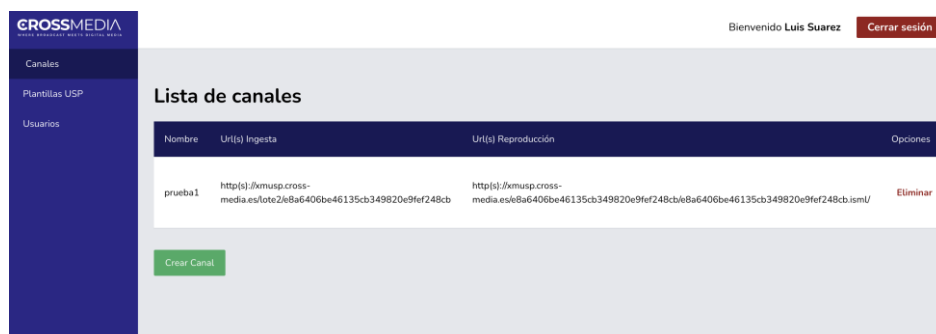 CROSSMEDIA
WHERE BROADCAST MEETS DIGITAL MEDIA
Bienvenido Luis Suarez
Cerrar sesión
Canales
Plantillas USP
Usuarios
Lista de canales
Nombre Url(s) Ingesta Url(s) Reproducción Opciones
prueba1
http(s)://xmusp.cross-
media.es/lote2/e8a6406be46135cb349820e9fef248cb
http(s)://xmusp.cross-
media.es/e8a6406be46135cb349820e9fef248cb/e8a6406be46135cb349820e9fef248cb.isml/
Eliminar
Crear Canal